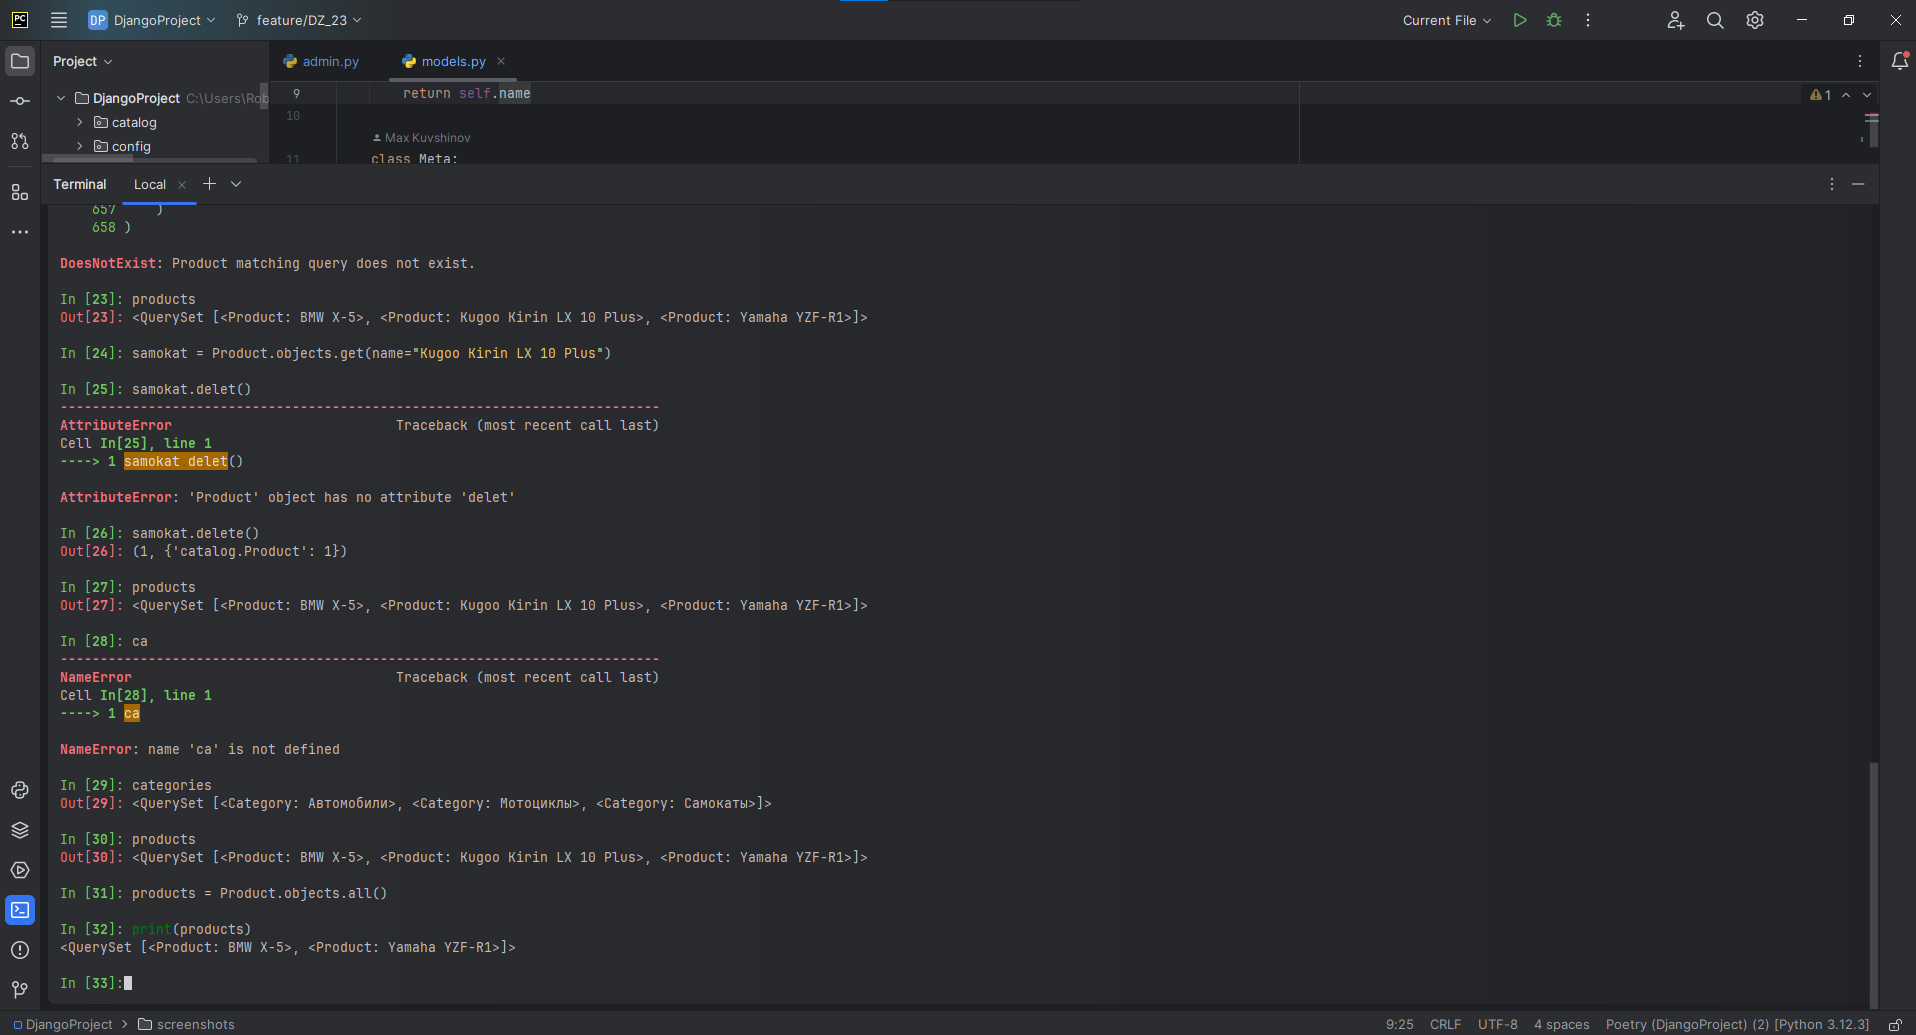 PC
DP DjangoProject
feature/DZ_23
Current File
Project
admin.py
models.py
DjangoProject C:\Users\Rob
catalog
config
9 return self.name
10
Max Kuvshinov
11 class Meta:
1
Terminal
Local
657 )
658 )
DoesNotExist: Product matching query does not exist.
In [23]: products
Out[23]: <QuerySet [<Product: BMW X-5>, <Product: Kugoo Kirin LX 10 Plus>, <Product: Yamaha YZF-R1>]>
In [24]: samokat = Product.objects.get(name="Kugoo Kirin LX 10 Plus")
In [25]: samokat.delet()
---------------------------------------------------------------------------
AttributeError Traceback (most recent call last)
Cell In[25], line 1
----> 1 samokat delet()
AttributeError: 'Product' object has no attribute 'delet'
In [26]: samokat.delete()
Out[26]: (1, {'catalog.Product': 1})
In [27]: products
Out[27]: <QuerySet [<Product: BMW X-5>, <Product: Kugoo Kirin LX 10 Plus>, <Product: Yamaha YZF-R1>]>
In [28]: ca
---------------------------------------------------------------------------
NameError Traceback (most recent call last)
Cell In[28], line 1
----> 1 ca
NameError: name 'ca' is not defined
In [29]: categories
Out[29]: <QuerySet [<Category: Автомобили>, <Category: Мотоциклы>, <Category: Самокаты>]>
In [30]: products
Out[30]: <QuerySet [<Product: BMW X-5>, <Product: Kugoo Kirin LX 10 Plus>, <Product: Yamaha YZF-R1>]>
In [31]: products = Product.objects.all()
In [32]: print(products)
<QuerySet [<Product: BMW X-5>, <Product: Yamaha YZF-R1>]>
In [33]:
DjangoProject > screenshots
9:25 CRLF UTF-8 4 spaces Poetry (DjangoProject) (2) [Python 3.12.3]